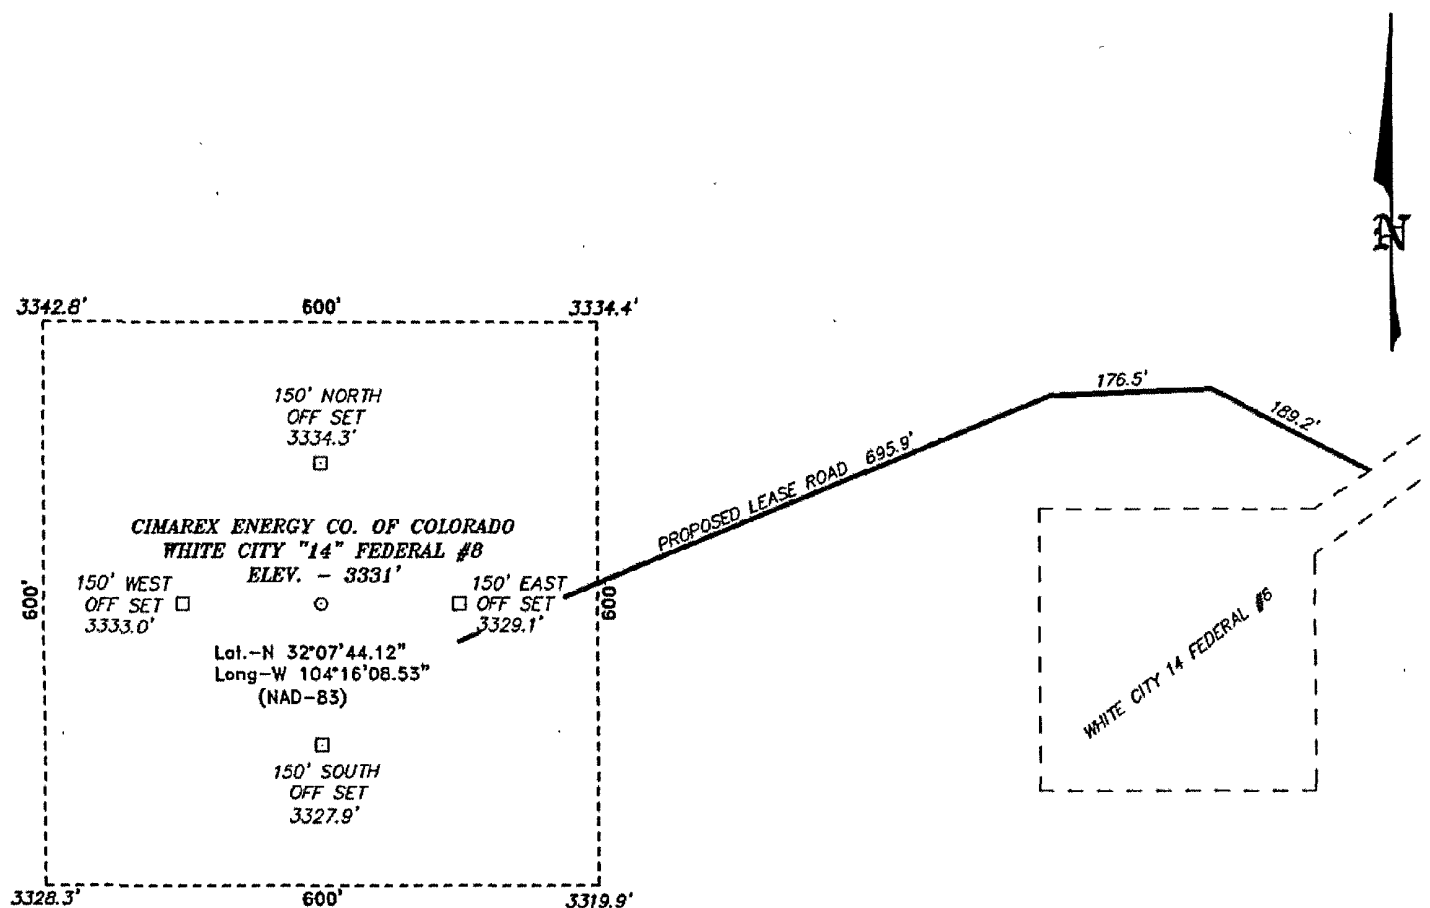 N
3342.8'
600'
3334.4'
176.5'
189.2'
150' NORTH
OFF SET
3334.3'
PROPOSED LEASE ROAD 695.9'
CIMAREX ENERGY CO. OF COLORADO
WHITE CITY "14" FEDERAL #8
ELEV. - 3331'
600'
150' WEST
OFF SET
3333.0'
150' EAST
OFF SET
3329.1'
600'
Lat.-N 32°07'44.12"
Long-W 104°16'08.53"
(NAD-83)
WHITE CITY 14 FEDERAL #6
150' SOUTH
OFF SET
3327.9'
3328.3'
600'
3319.9'